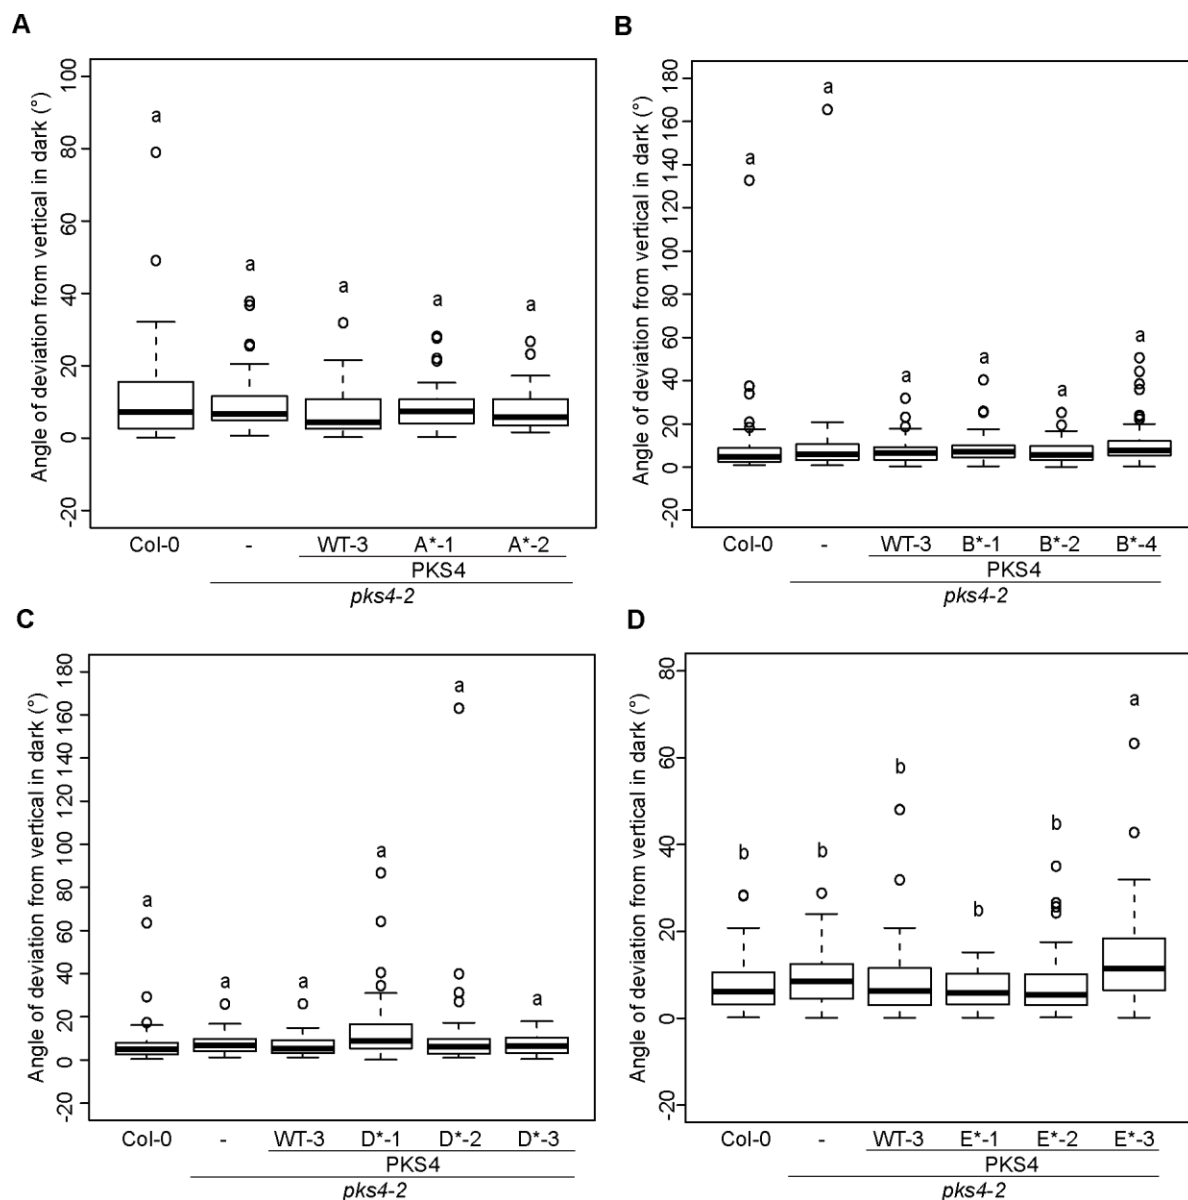 A
Angle of deviation from vertical in dark (°)
100
80
60
40
20
0
-20
a
a
a
a
a
Col-0 - WT-3 A*-1 A*-2
PKS4
pks4-2
B
Angle of deviation from vertical in dark (°)
180
160
140
120
100
80
60
40
20
0
-20
a
a
a
a
a
a
Col-0 - WT-3 B*-1 B*-2 B*-4
PKS4
pks4-2
C
Angle of deviation from vertical in dark (°)
180
160
140
120
100
80
60
40
20
0
-20
a
a
a
a
a
a
Col-0 - WT-3 D*-1 D*-2 D*-3
PKS4
pks4-2
D
Angle of deviation from vertical in dark (°)
80
60
40
20
0
-20
b
b
b
b
b
a
Col-0 - WT-3 E*-1 E*-2 E*-3
PKS4
pks4-2